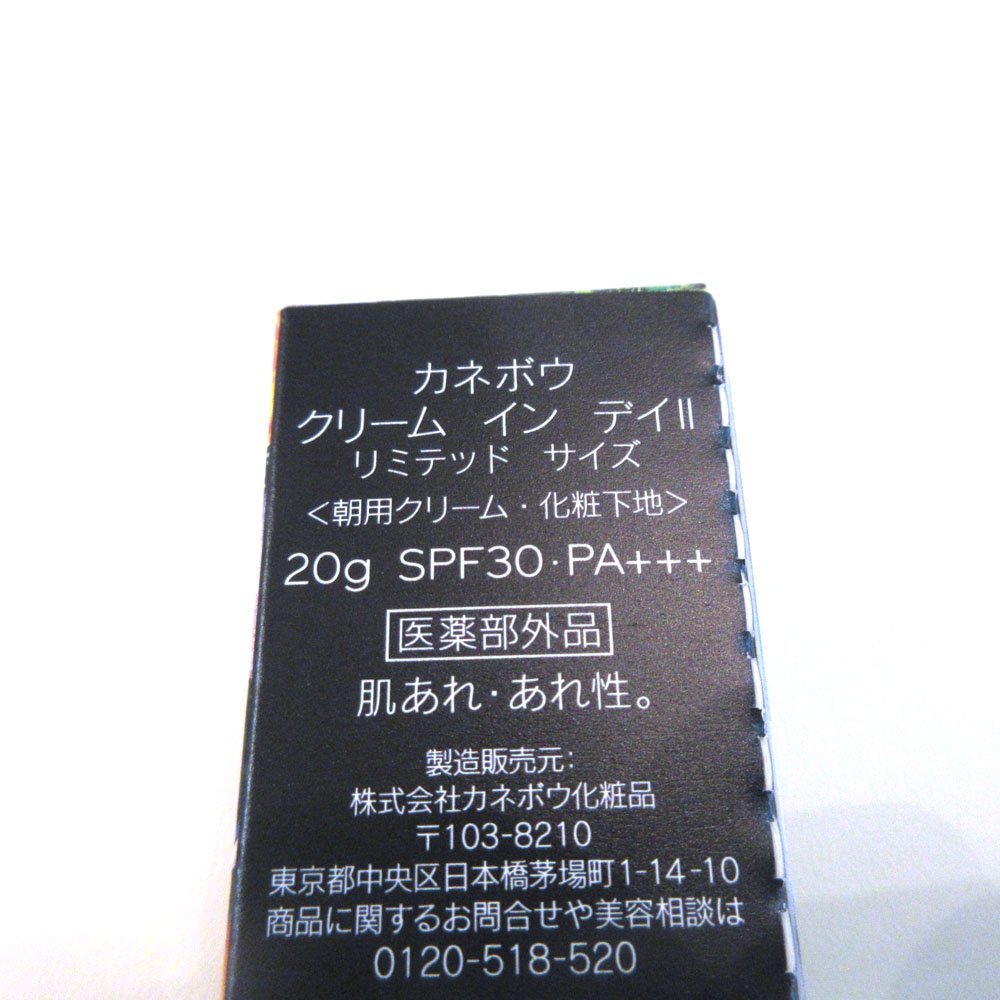 カネボウ
クリーム イン デイII
リミテッド サイズ
<朝用クリーム・化粧下地>
20g SPF30・PA+++
医薬部外品
肌あれ・あれ性。
製造販売元:
株式会社カネボウ化粧品
〒103-8210
東京都中央区日本橋茅場町1-14-10
商品に関するお問合せや美容相談は
0120-518-520